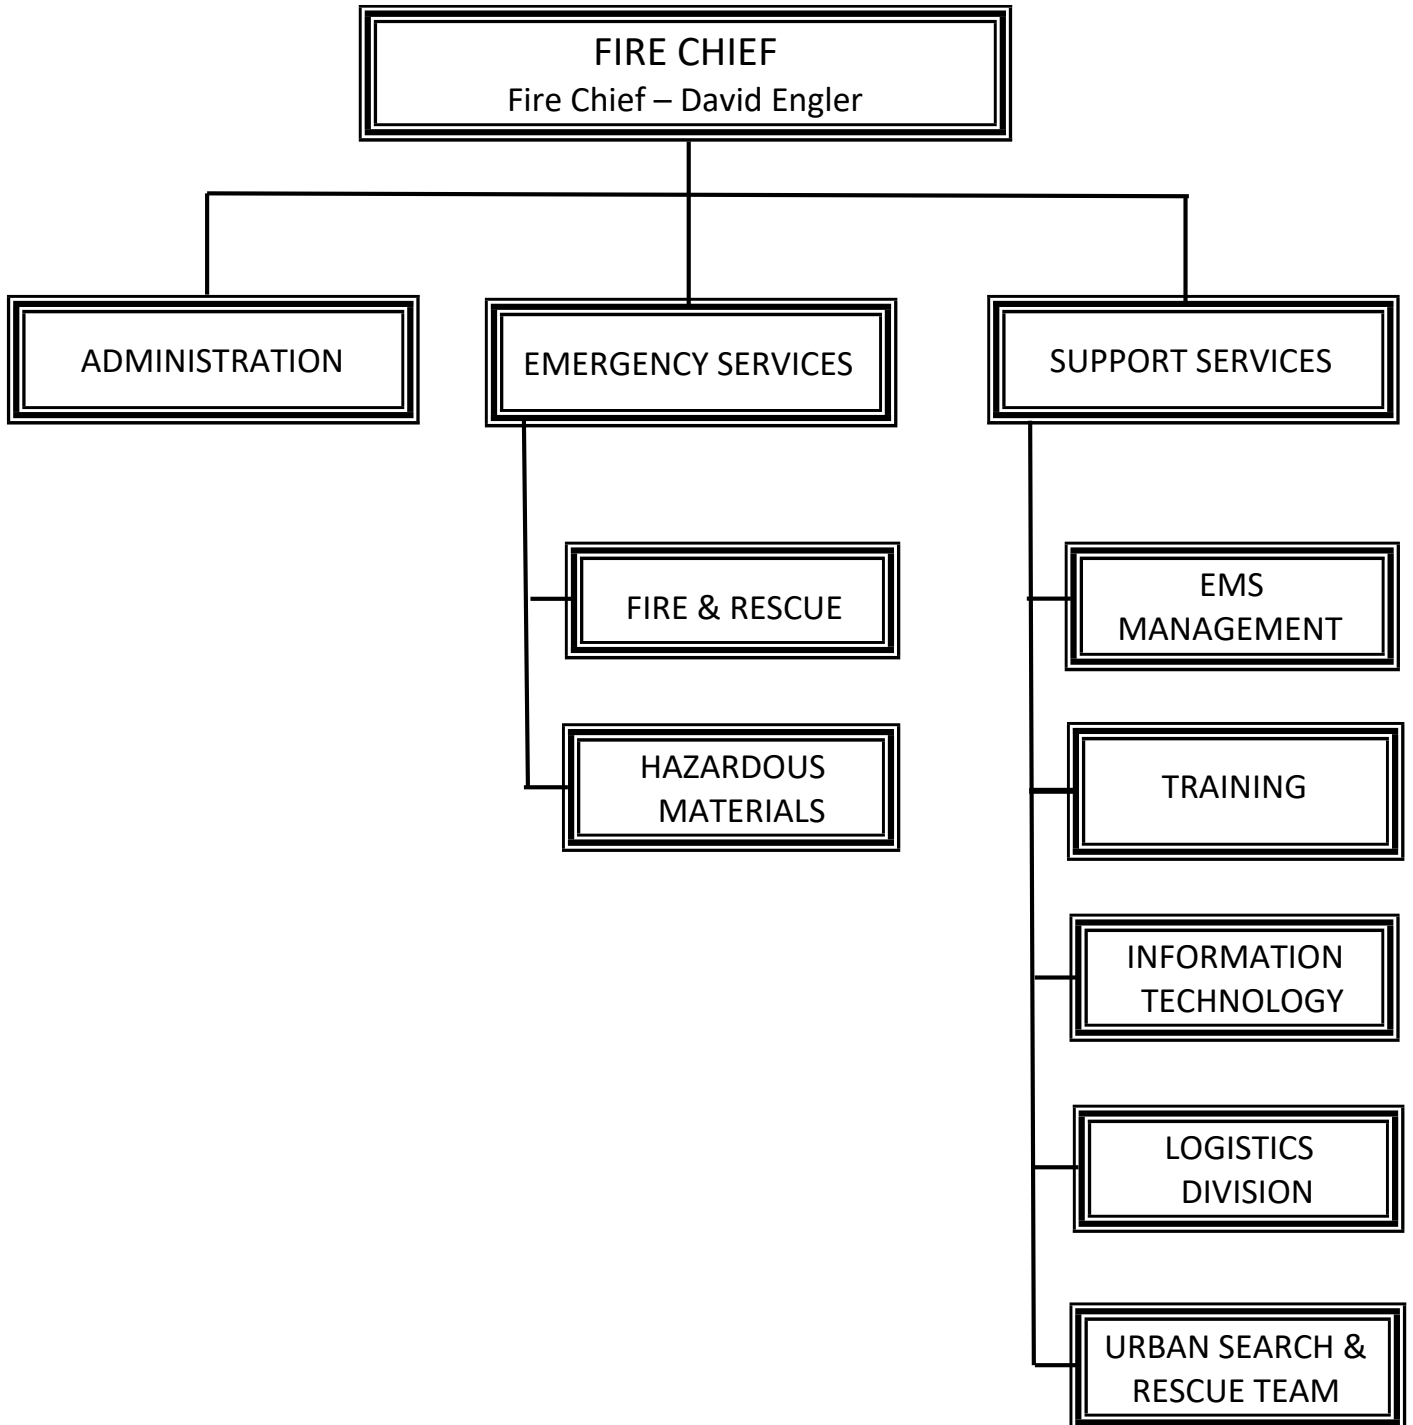 FIRE CHIEF
Fire Chief – David Engler
ADMINISTRATION
EMERGENCY SERVICES
SUPPORT SERVICES
FIRE & RESCUE
HAZARDOUS
MATERIALS
EMS
MANAGEMENT
TRAINING
INFORMATION
TECHNOLOGY
LOGISTICS
DIVISION
URBAN SEARCH &
RESCUE TEAM